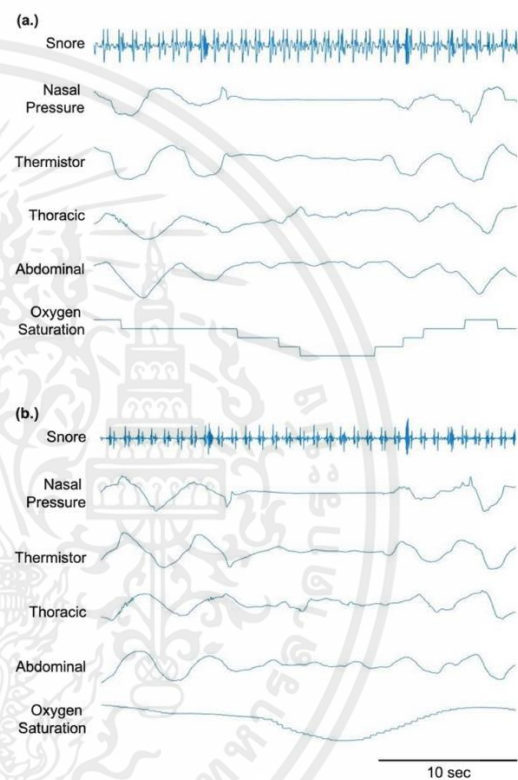 (a.)
Snore
Nasal
Pressure
Thermistor
Thoracic
Abdominal
Oxygen
Saturation
(b.)
Snore
Nasal
Pressure
Thermistor
Thoracic
Abdominal
Oxygen
Saturation
10 sec